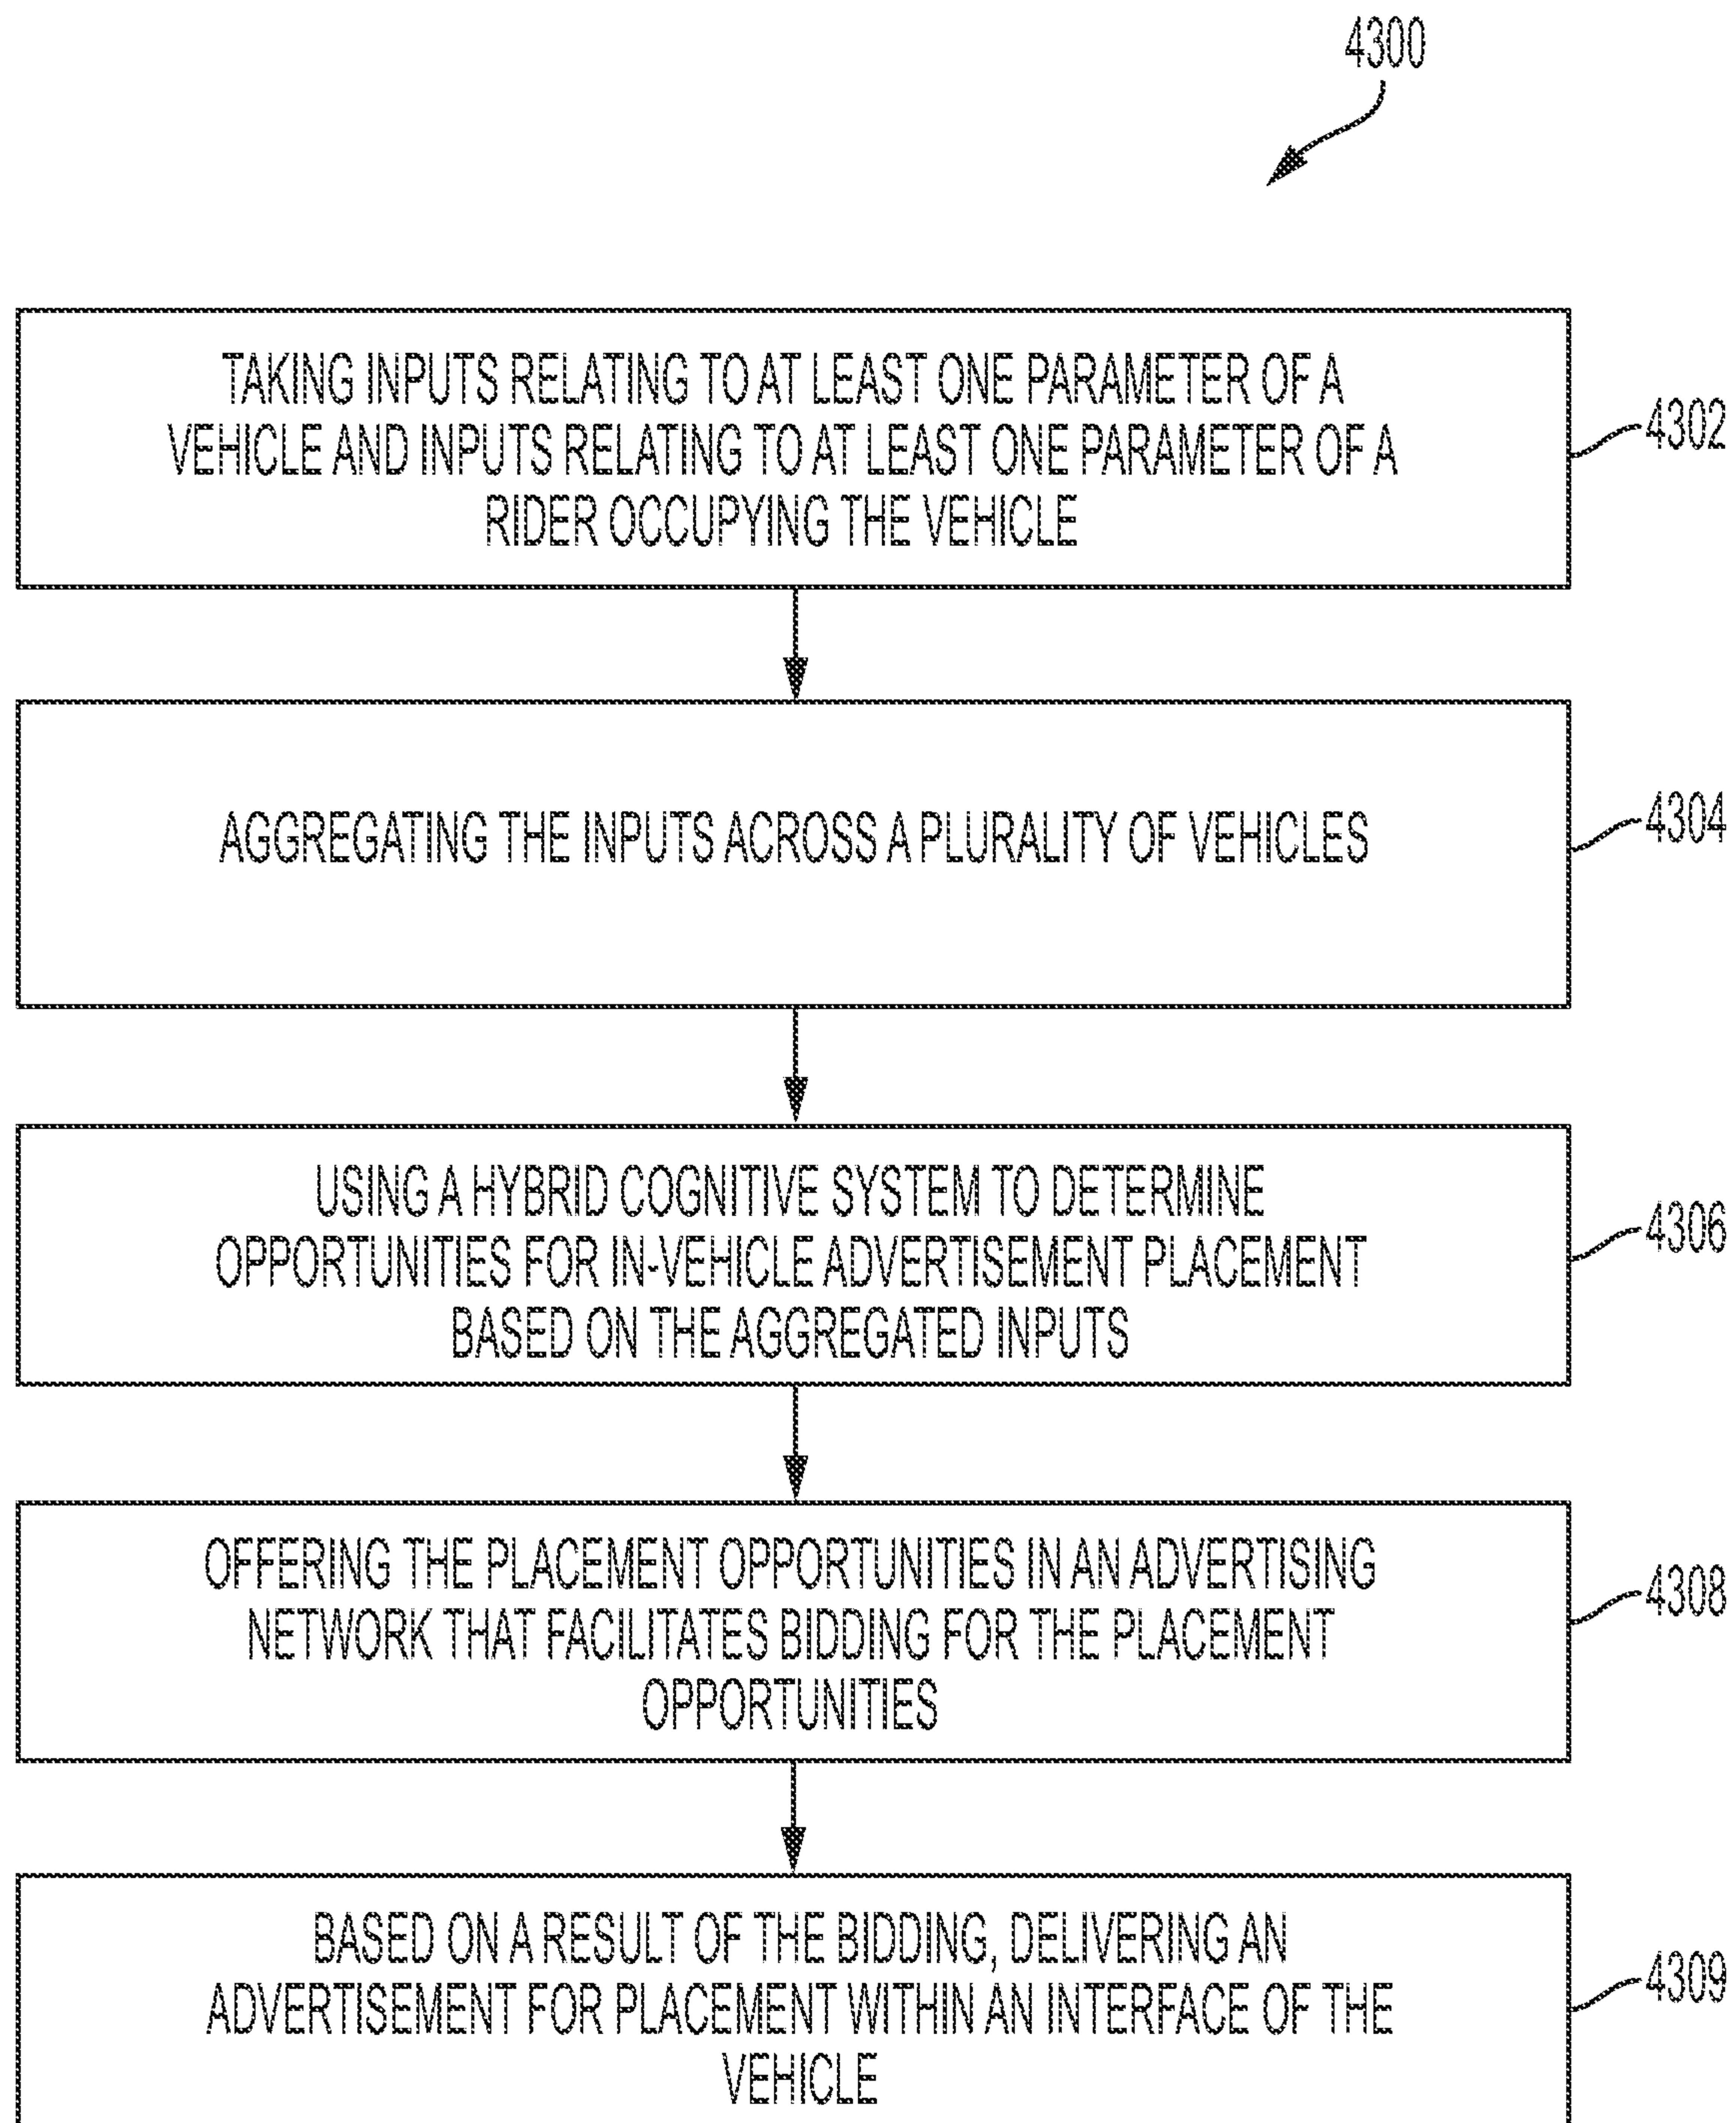 4300
TAKING INPUTS RELATING TO AT LEAST ONE PARAMETER OF A
VEHICLE AND INPUTS RELATING TO AT LEAST ONE PARAMETER OF A
RIDER OCCUPYING THE VEHICLE
4302
AGGREGATING THE INPUTS ACROSS A PLURALITY OF VEHICLES
4304
USING A HYBRID COGNITIVE SYSTEM TO DETERMINE
OPPORTUNITIES FOR IN-VEHICLE ADVERTISEMENT PLACEMENT
BASED ON THE AGGREGATED INPUTS
4306
OFFERING THE PLACEMENT OPPORTUNITIES IN AN ADVERTISING
NETWORK THAT FACILITATES BIDDING FOR THE PLACEMENT
OPPORTUNITIES
4308
BASED ON A RESULT OF THE BIDDING, DELIVERING AN
ADVERTISEMENT FOR PLACEMENT WITHIN AN INTERFACE OF THE
VEHICLE
4309